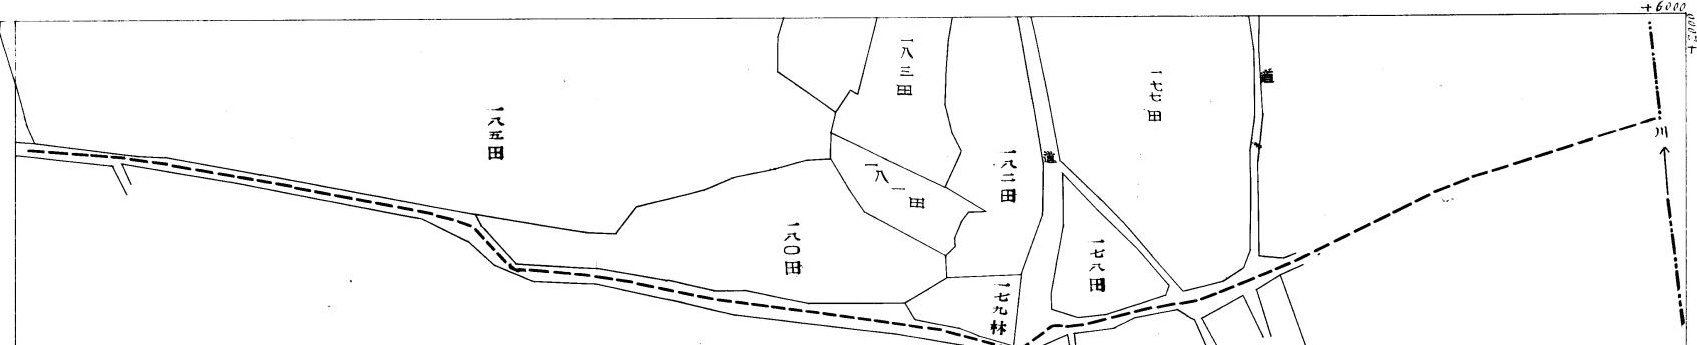 +6000
+5000
一八三田
一七七田
道
一八五田
川
道
一八二田
一八一田
一八〇田
一七八田
一七九林